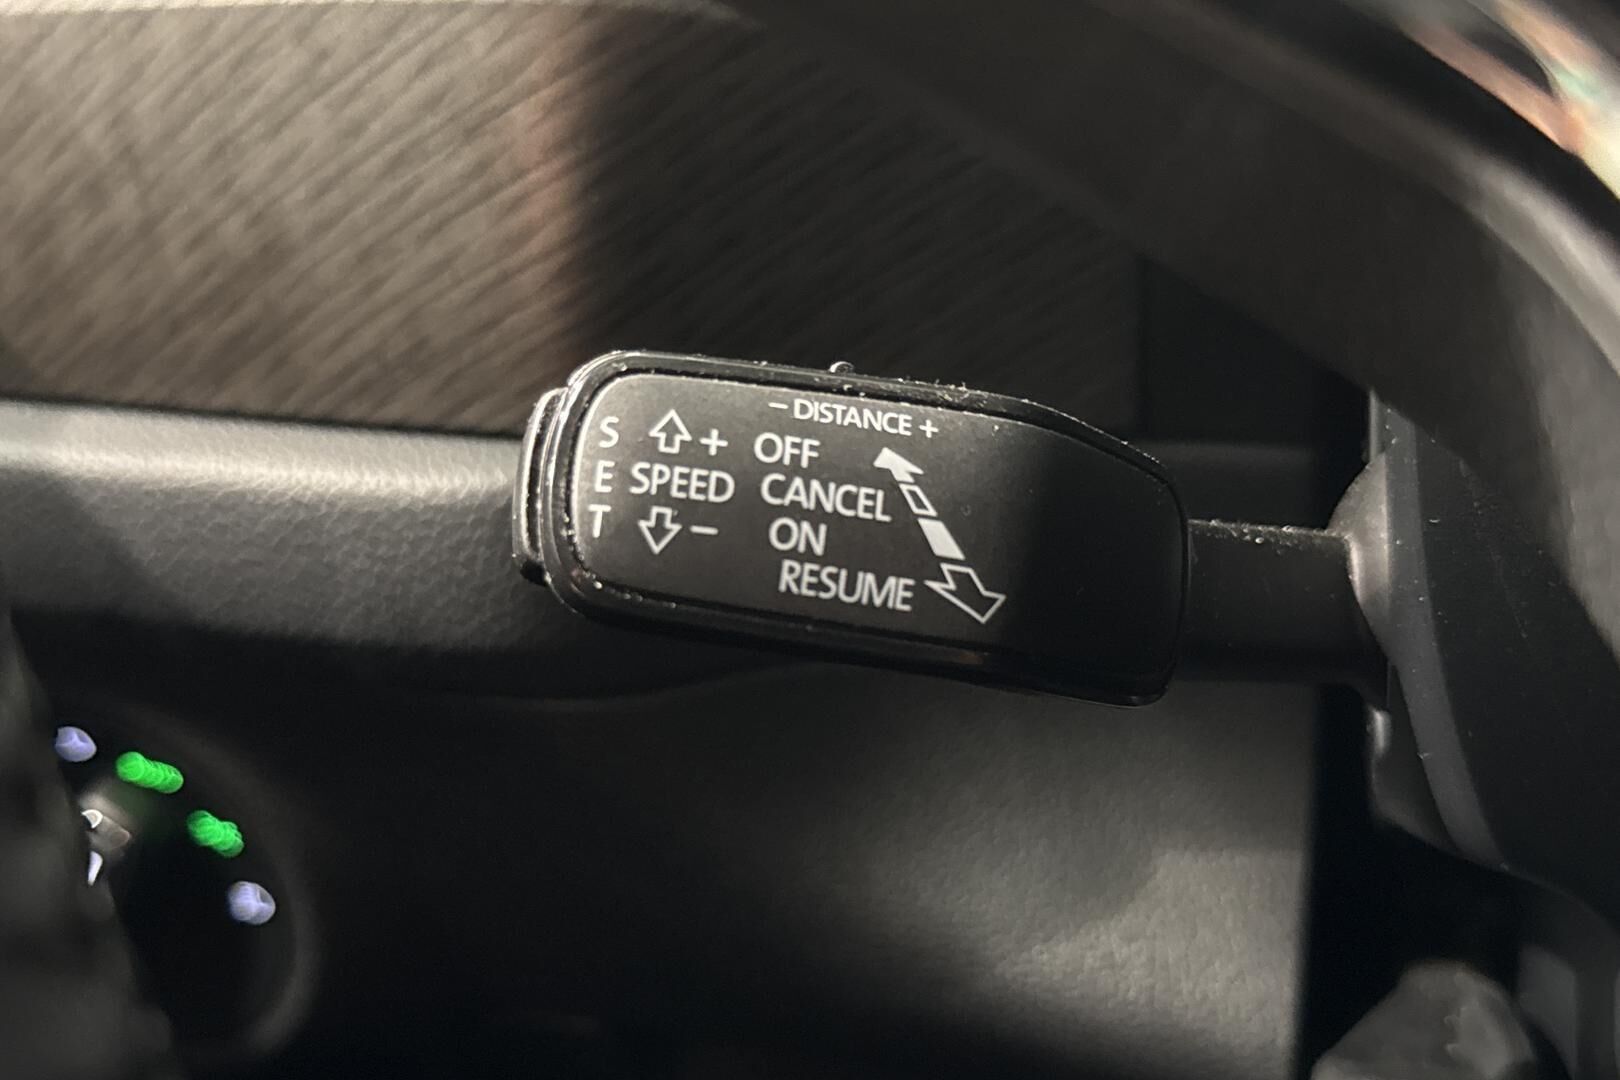 – DISTANCE +
S + OFF
E SPEED CANCEL
T – ON
RESUME